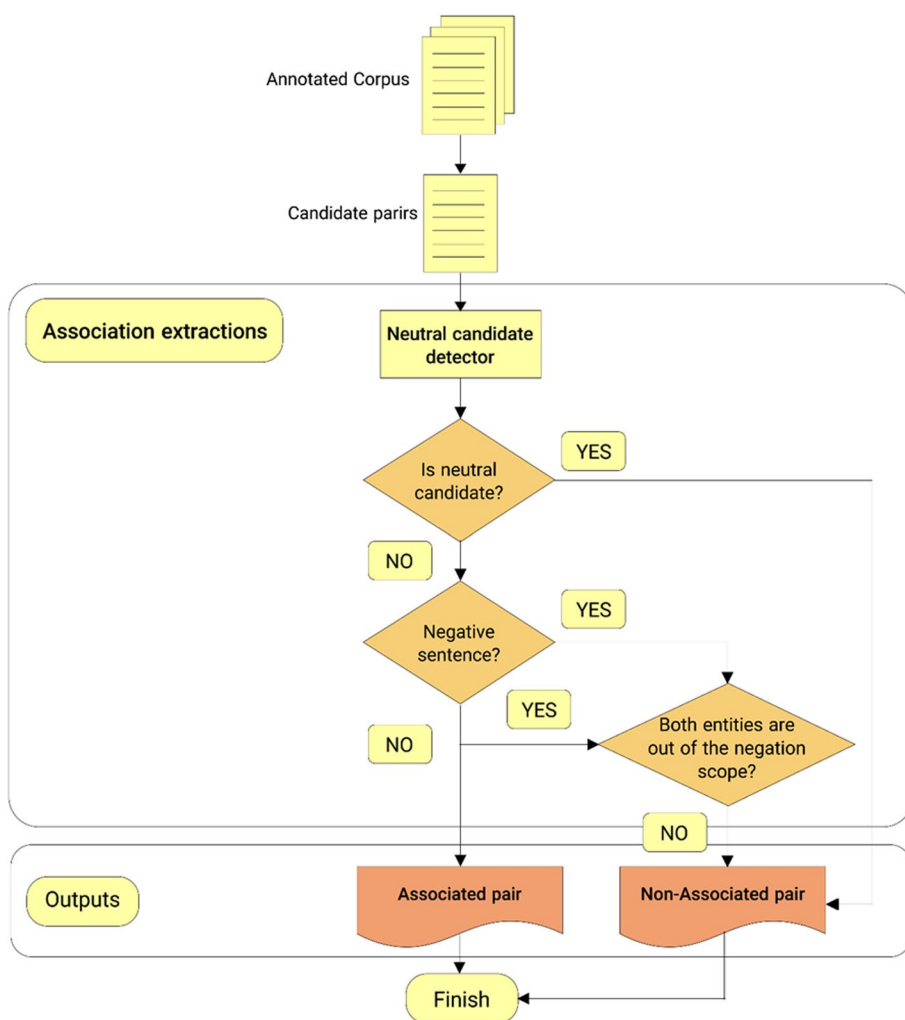 Annotated Corpus
Candidate parirs
Association extractions
Neutral candidate
detector
Is neutral
candidate?
YES
NO
Negative
sentence?
YES
YES
NO
Both entities are
out of the negation
scope?
NO
Outputs
Associated pair
Non-Associated pair
Finish